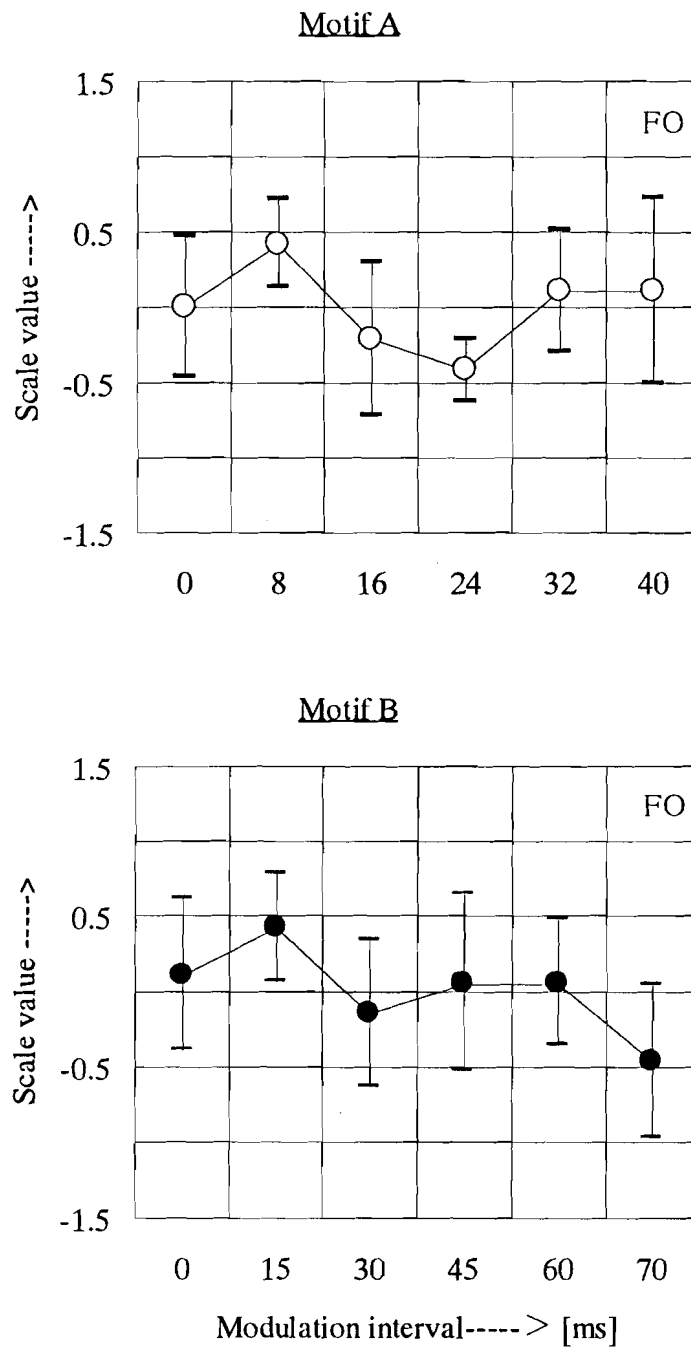 Motif A
1.5
FO
0.5
Scale value ----->
-0.5
-1.5
0 8 16 24 32 40
Motif B
1.5
FO
0.5
Scale value ----->
-0.5
-1.5
0 15 30 45 60 70
Modulation interval-----> [ms]